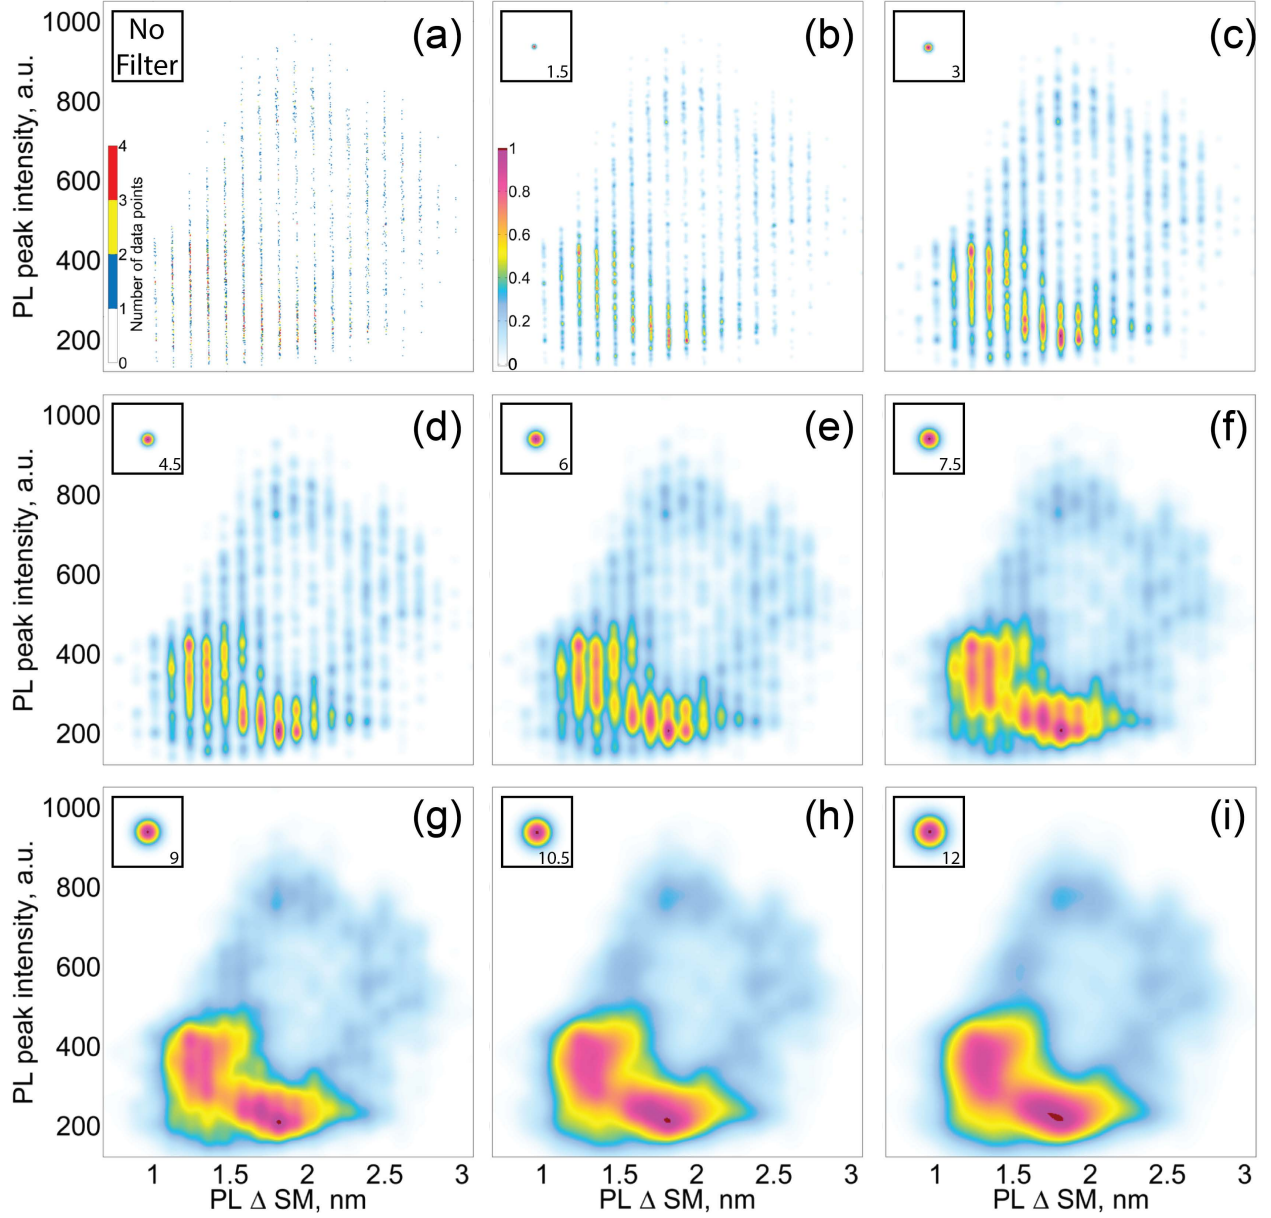 No
Filter
(a)
1.5
(b)
3
(c)
PL peak intensity, a.u.
1000
800
600
400
200
4
3
2
1
0
Number of data points
1
0.8
0.6
0.4
0.2
0
4.5
(d)
6
(e)
7.5
(f)
PL peak intensity, a.u.
1000
800
600
400
200
9
(g)
10.5
(h)
12
(i)
PL peak intensity, a.u.
1000
800
600
400
200
1 1.5 2 2.5 3
1 1.5 2 2.5 3
1 1.5 2 2.5 3
PL Δ SM, nm
PL Δ SM, nm
PL Δ SM, nm